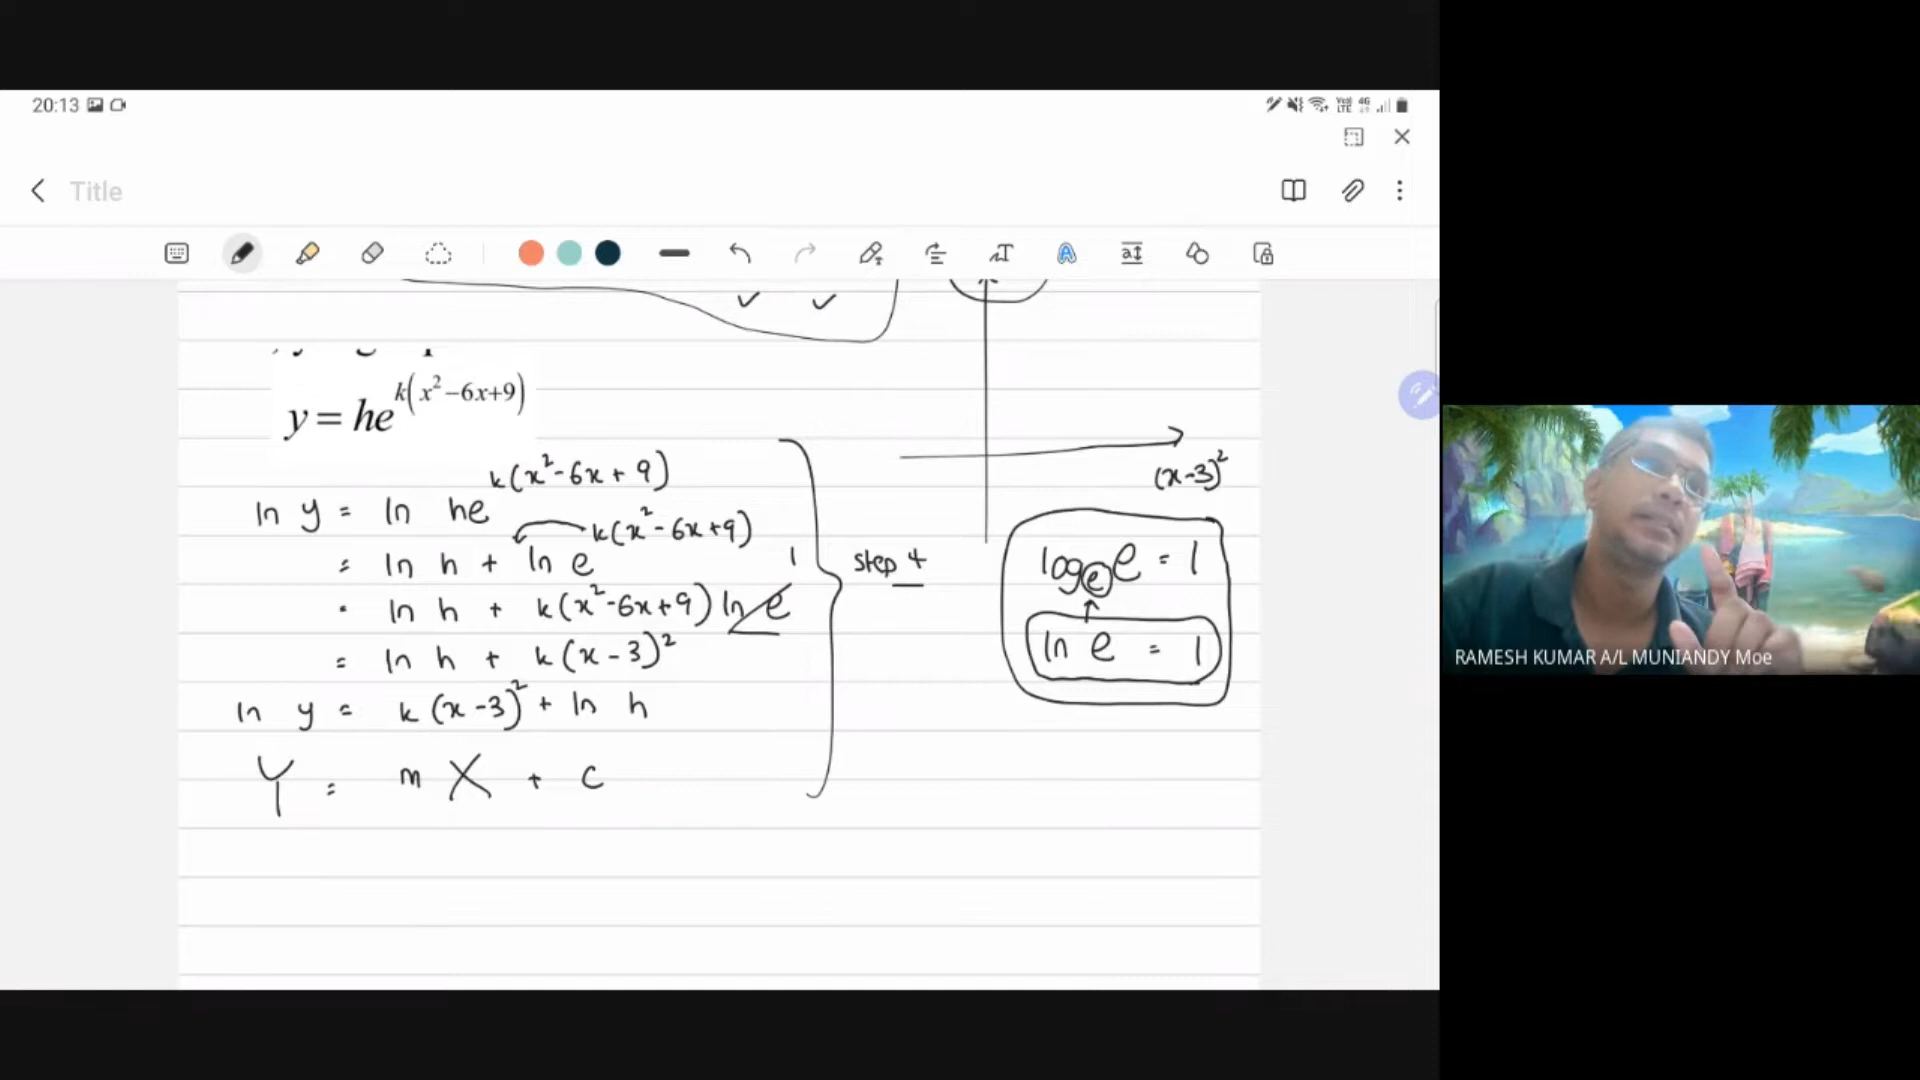 20:13
Title
y = he^{k(x²−6x+9)}
ln y = ln he^{k(x²-6x+9)}
= ln h + ln e^{k(x²-6x+9)}
= ln h + k(x²-6x+9) ln e 1
= ln h + k(x-3)²
ln y = k(x-3)² + ln h
Y = mX + c
step 4
(x-3)²
logₑ e = 1
ln e = 1
RAMESH KUMAR A/L MUNIANDY Moe